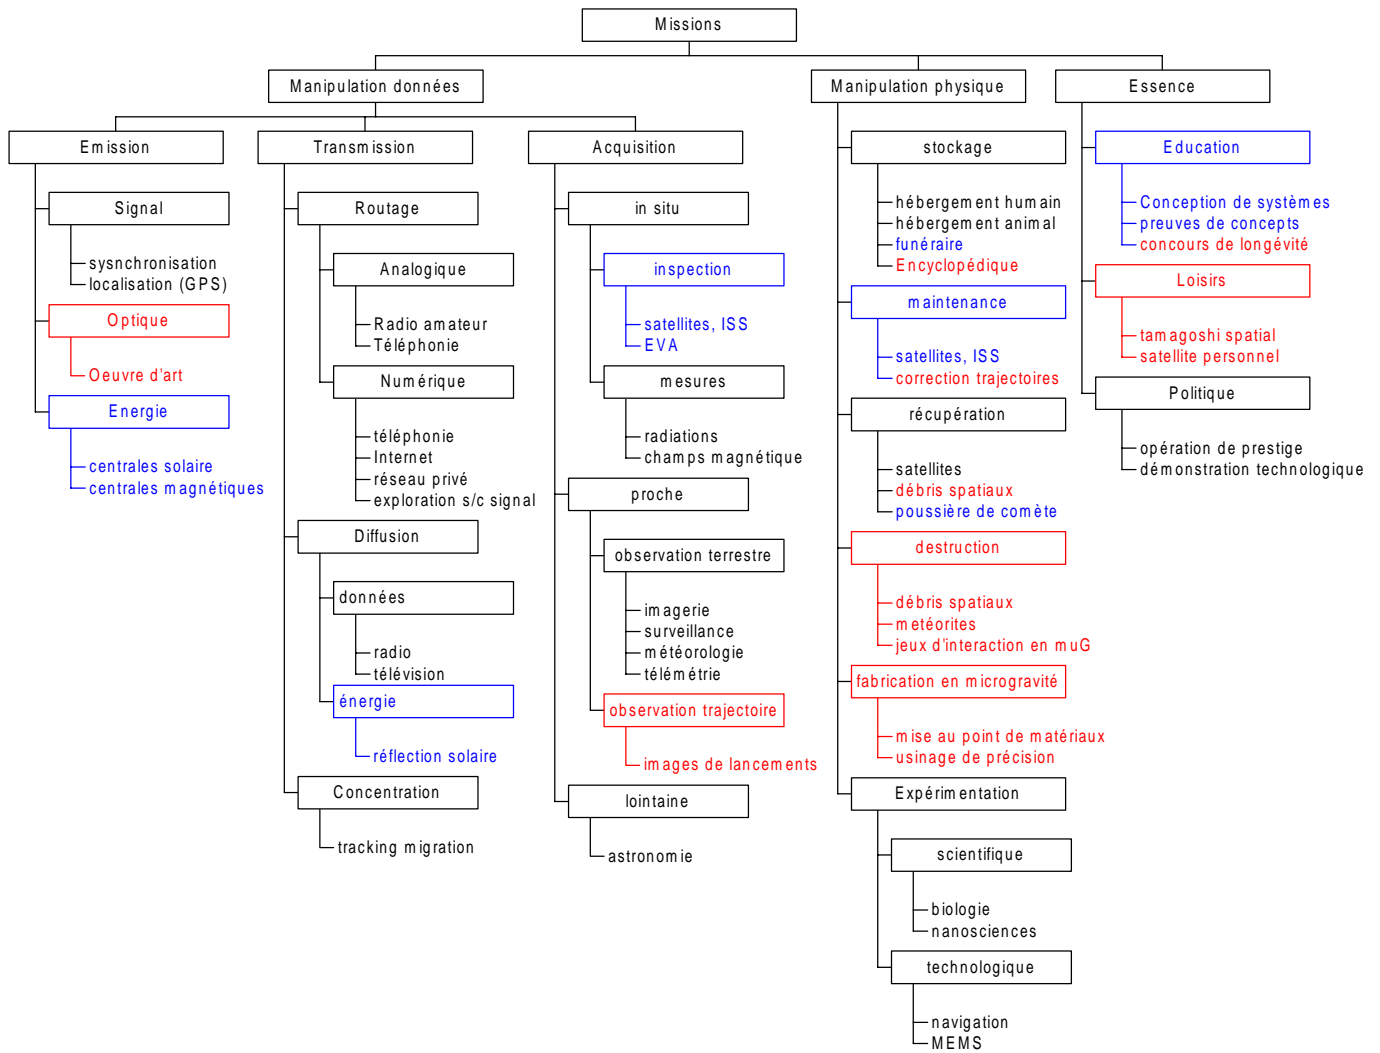 Missions
Manipulation données
Emission
Signal
sysnchronisation
localisation (GPS)
Optique
Oeuvre d'art
Energie
centrales solaire
centrales magnétiques
Transmission
Routage
Analogique
Radio amateur
Téléphonie
Numérique
téléphonie
Internet
réseau privé
exploration s/c signal
Diffusion
données
radio
télévision
énergie
réflection solaire
Concentration
tracking migration
Acquisition
in situ
inspection
satellites, ISS
EVA
mesures
radiations
champs magnétique
proche
observation terrestre
imagerie
surveillance
météorologie
télémétrie
observation trajectoire
images de lancements
lointaine
astronomie
Manipulation physique
stockage
hébergement humain
hébergement animal
funéraire
Encyclopédique
maintenance
satellites, ISS
correction trajectoires
récupération
satellites
débris spatiaux
poussière de comète
destruction
débris spatiaux
metéorites
jeux d'interaction en muG
fabrication en microgravité
mise au point de matériaux
usinage de précision
Expérimentation
scientifique
biologie
nanosciences
technologique
navigation
MEMS
Essence
Education
Conception de systèmes
preuves de concepts
concours de longévité
Loisirs
tamagoshi spatial
satellite personnel
Politique
opération de prestige
démonstration technologique